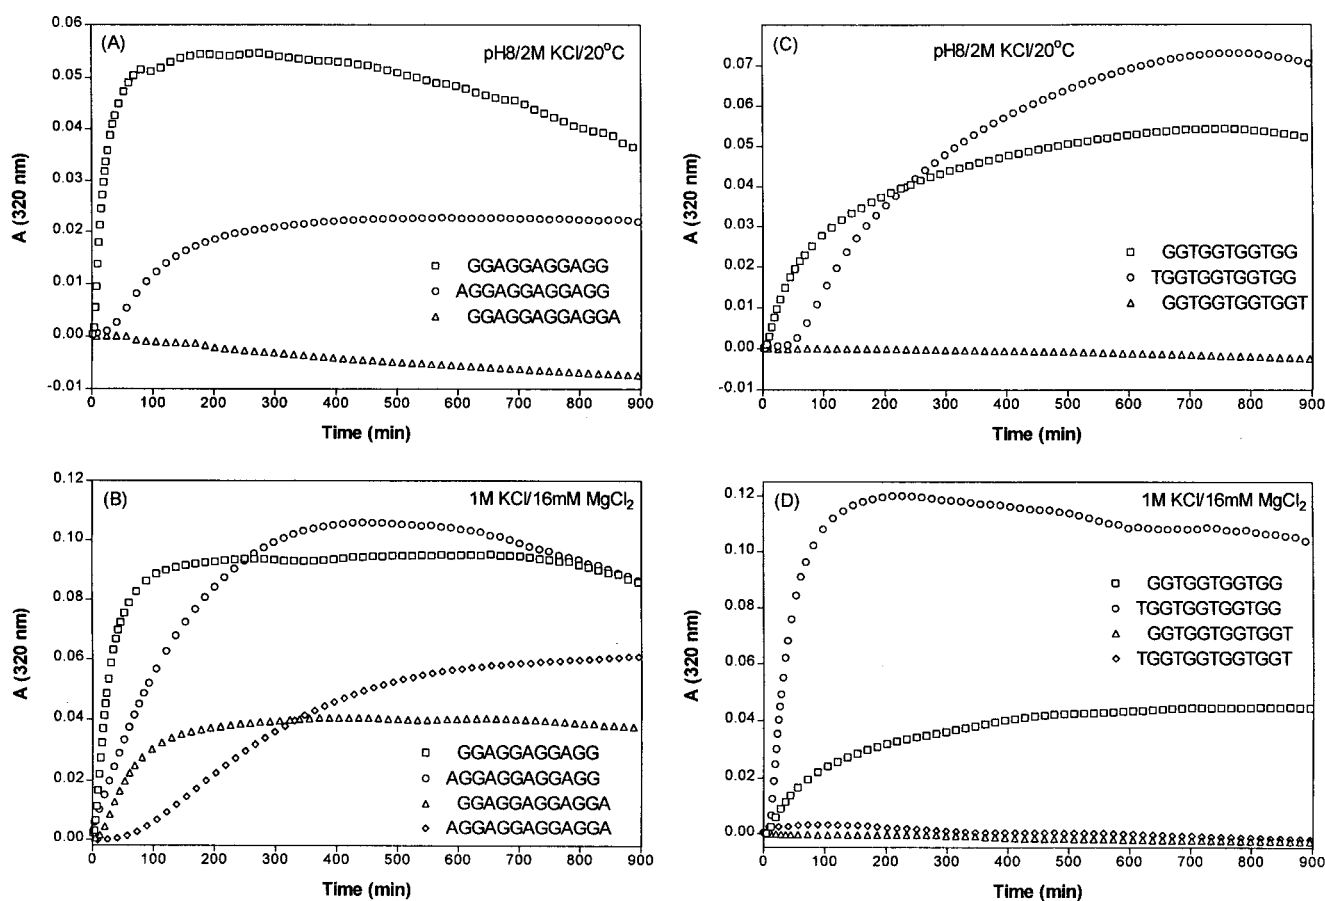 (A)
pH8/2M KCl/20°C
0.06
0.05
0.04
0.03
0.02
0.01
0.00
-0.01
A (320 nm)
GGAGGAGGAGG
AGGAGGAGGAGG
GGAGGAGGAGGA
0 100 200 300 400 500 600 700 800 900
Time (min)
(C)
pH8/2M KCl/20°C
0.07
0.06
0.05
0.04
0.03
0.02
0.01
0.00
-0.01
A (320 nm)
GGTGGTGGTGG
TGGTGGTGGTGG
GGTGGTGGTGGT
0 100 200 300 400 500 600 700 800 900
Time (min)
(B)
1M KCl/16mM MgCl₂
0.12
0.10
0.08
0.06
0.04
0.02
0.00
A (320 nm)
GGAGGAGGAGG
AGGAGGAGGAGG
GGAGGAGGAGGA
AGGAGGAGGAGGA
0 100 200 300 400 500 600 700 800 900
Time (min)
(D)
1M KCl/16mM MgCl₂
0.12
0.10
0.08
0.06
0.04
0.02
0.00
A (320 nm)
GGTGGTGGTGG
TGGTGGTGGTGG
GGTGGTGGTGGT
TGGTGGTGGTGGT
0 100 200 300 400 500 600 700 800 900
Time (min)